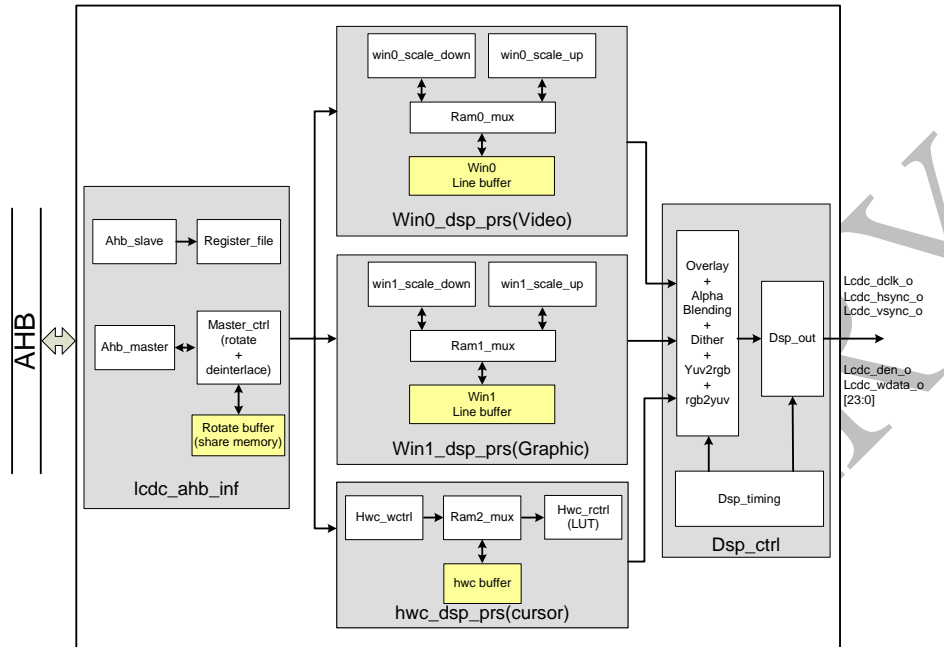 AHB
Ahb_slave
Register_file
Ahb_master
Master_ctrl
(rotate
+
deinterlace)
Rotate buffer
(share memory)
lcdc_ahb_inf
win0_scale_down
win0_scale_up
Ram0_mux
Win0
Line buffer
Win0_dsp_prs(Video)
win1_scale_down
win1_scale_up
Ram1_mux
Win1
Line buffer
Win1_dsp_prs(Graphic)
Hwc_wctrl
Ram2_mux
Hwc_rctrl
(LUT)
hwc buffer
hwc_dsp_prs(cursor)
Overlay
+
Alpha
Blending
+
Dither
+
Yuv2rgb
+
rgb2yuv
Dsp_out
Dsp_timing
Dsp_ctrl
Lcdc_dclk_o
Lcdc_hsync_o
Lcdc_vsync_o
Lcdc_den_o
Lcdc_wdata_o
[23:0]